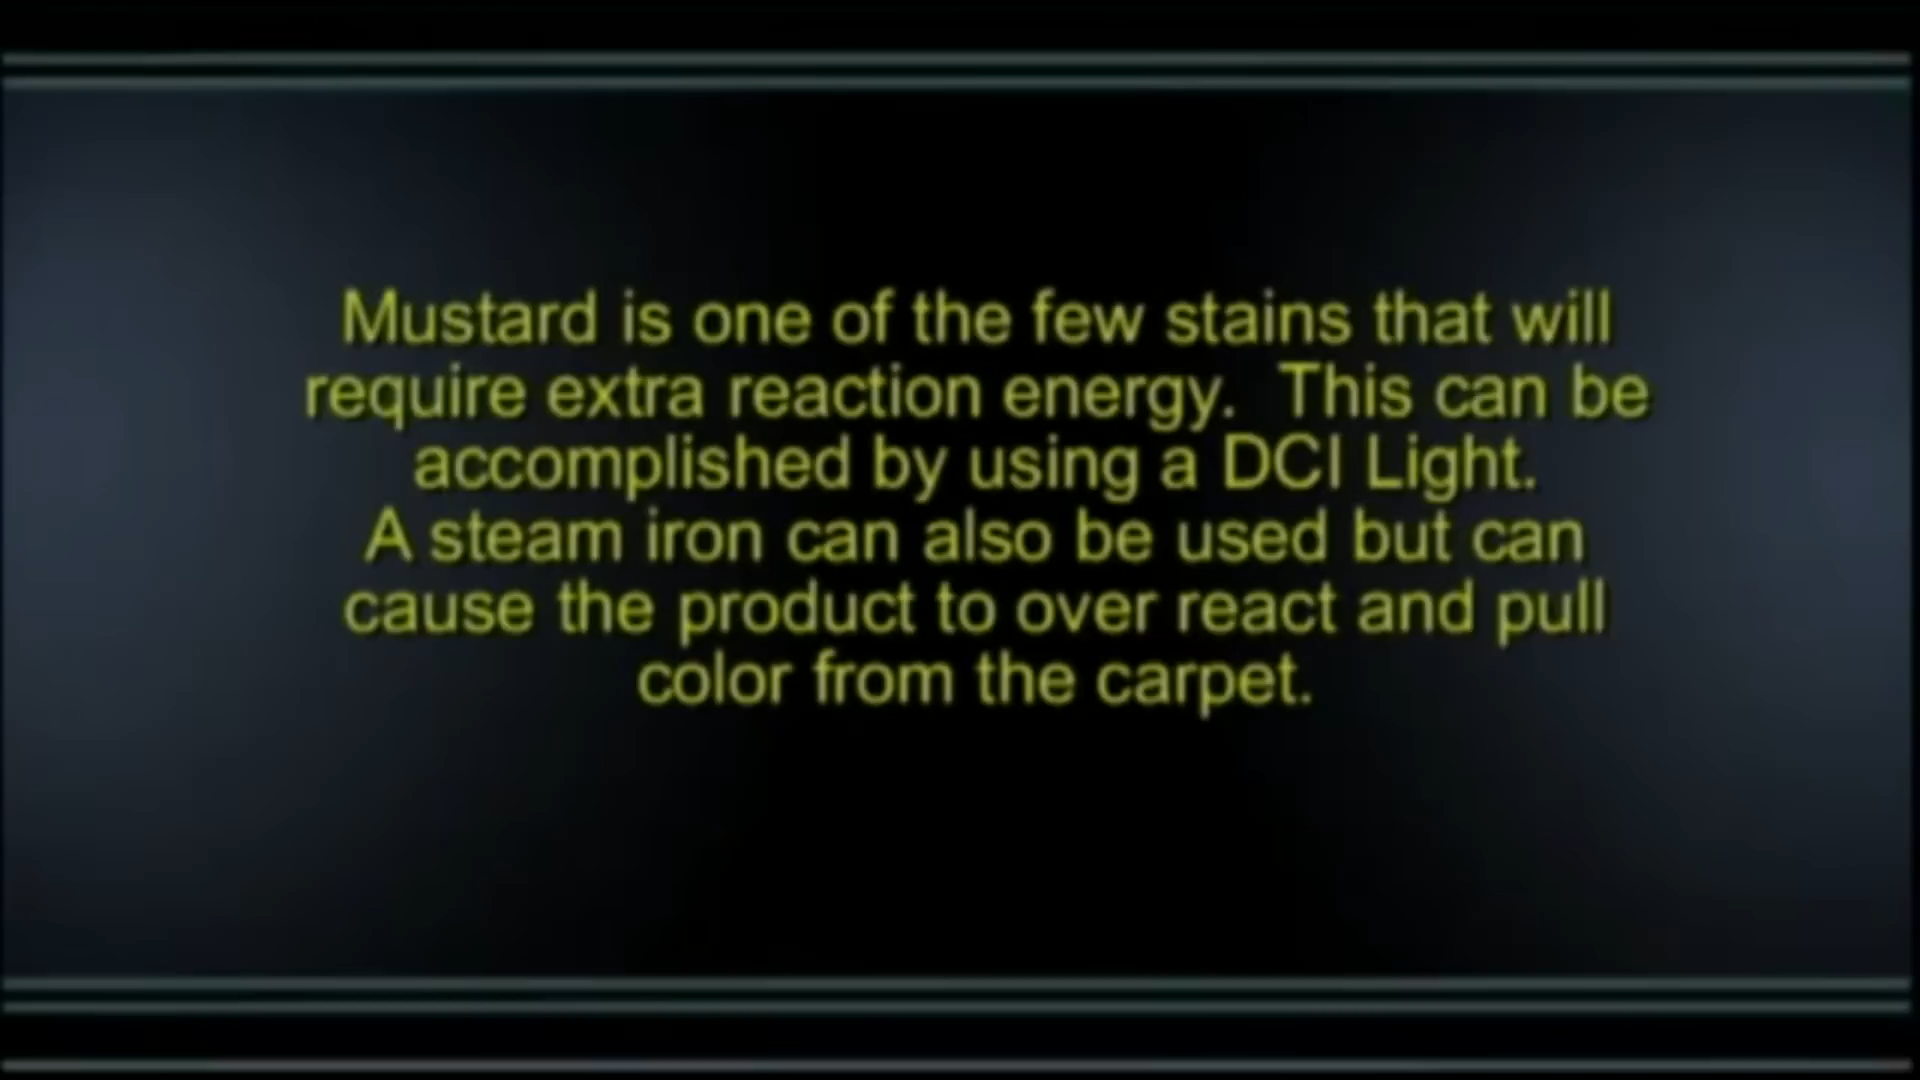 Mustard is one of the few stains that will
require extra reaction energy.  This can be
accomplished by using a DCI Light.
A steam iron can also be used but can
cause the product to over react and pull
color from the carpet.